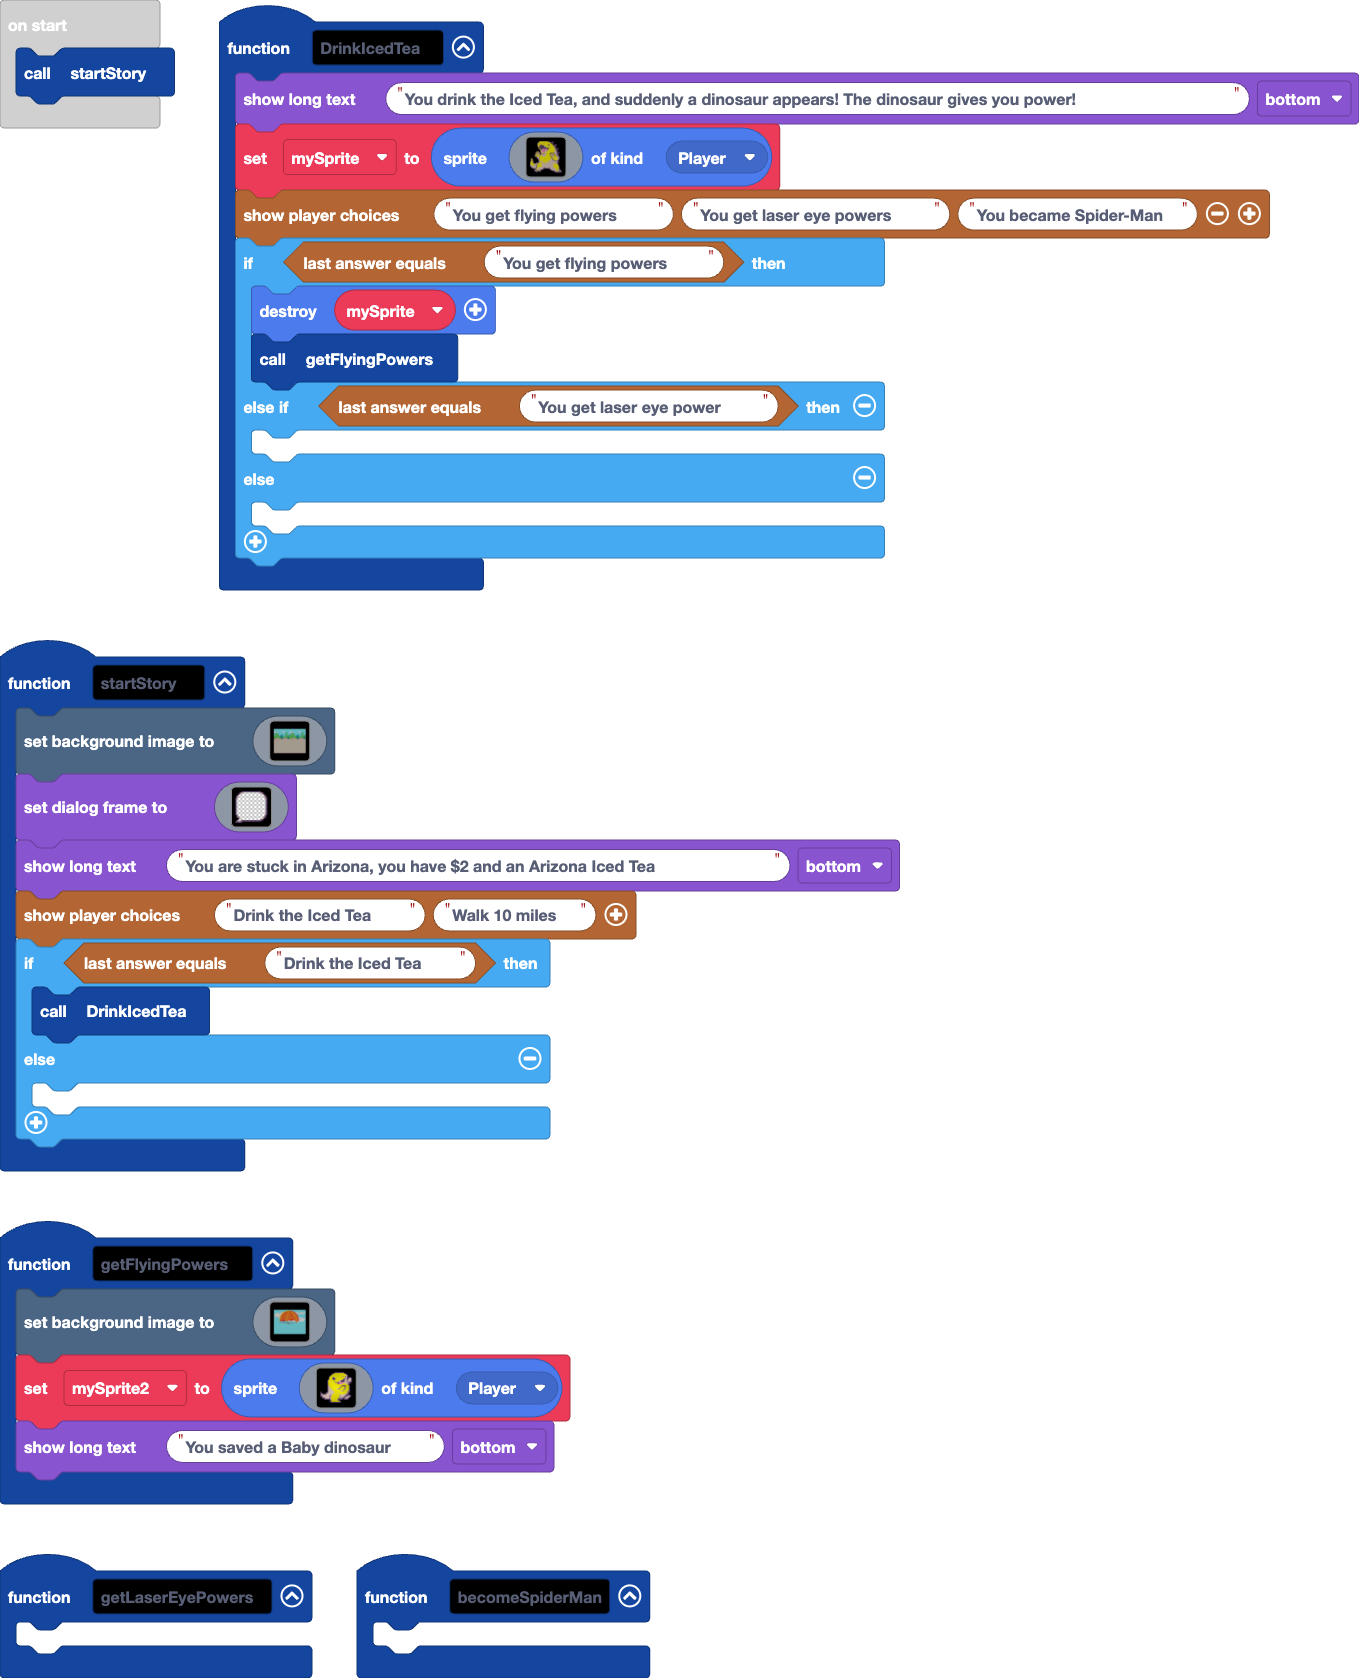 on start
call startStory
function DrinkIcedTea
show long text "You drink the Iced Tea, and suddenly a dinosaur appears! The dinosaur gives you power!" bottom
set mySprite to sprite of kind Player
show player choices "You get flying powers" "You get laser eye powers" "You became Spider-Man"
if last answer equals "You get flying powers" then
destroy mySprite
call getFlyingPowers
else if last answer equals "You get laser eye power" then
else
function startStory
set background image to
set dialog frame to
show long text "You are stuck in Arizona, you have $2 and an Arizona Iced Tea" bottom
show player choices "Drink the Iced Tea" "Walk 10 miles"
if last answer equals "Drink the Iced Tea" then
call DrinkIcedTea
else
function getFlyingPowers
set background image to
set mySprite2 to sprite of kind Player
show long text "You saved a Baby dinosaur" bottom
function getLaserEyePowers
function becomeSpiderMan